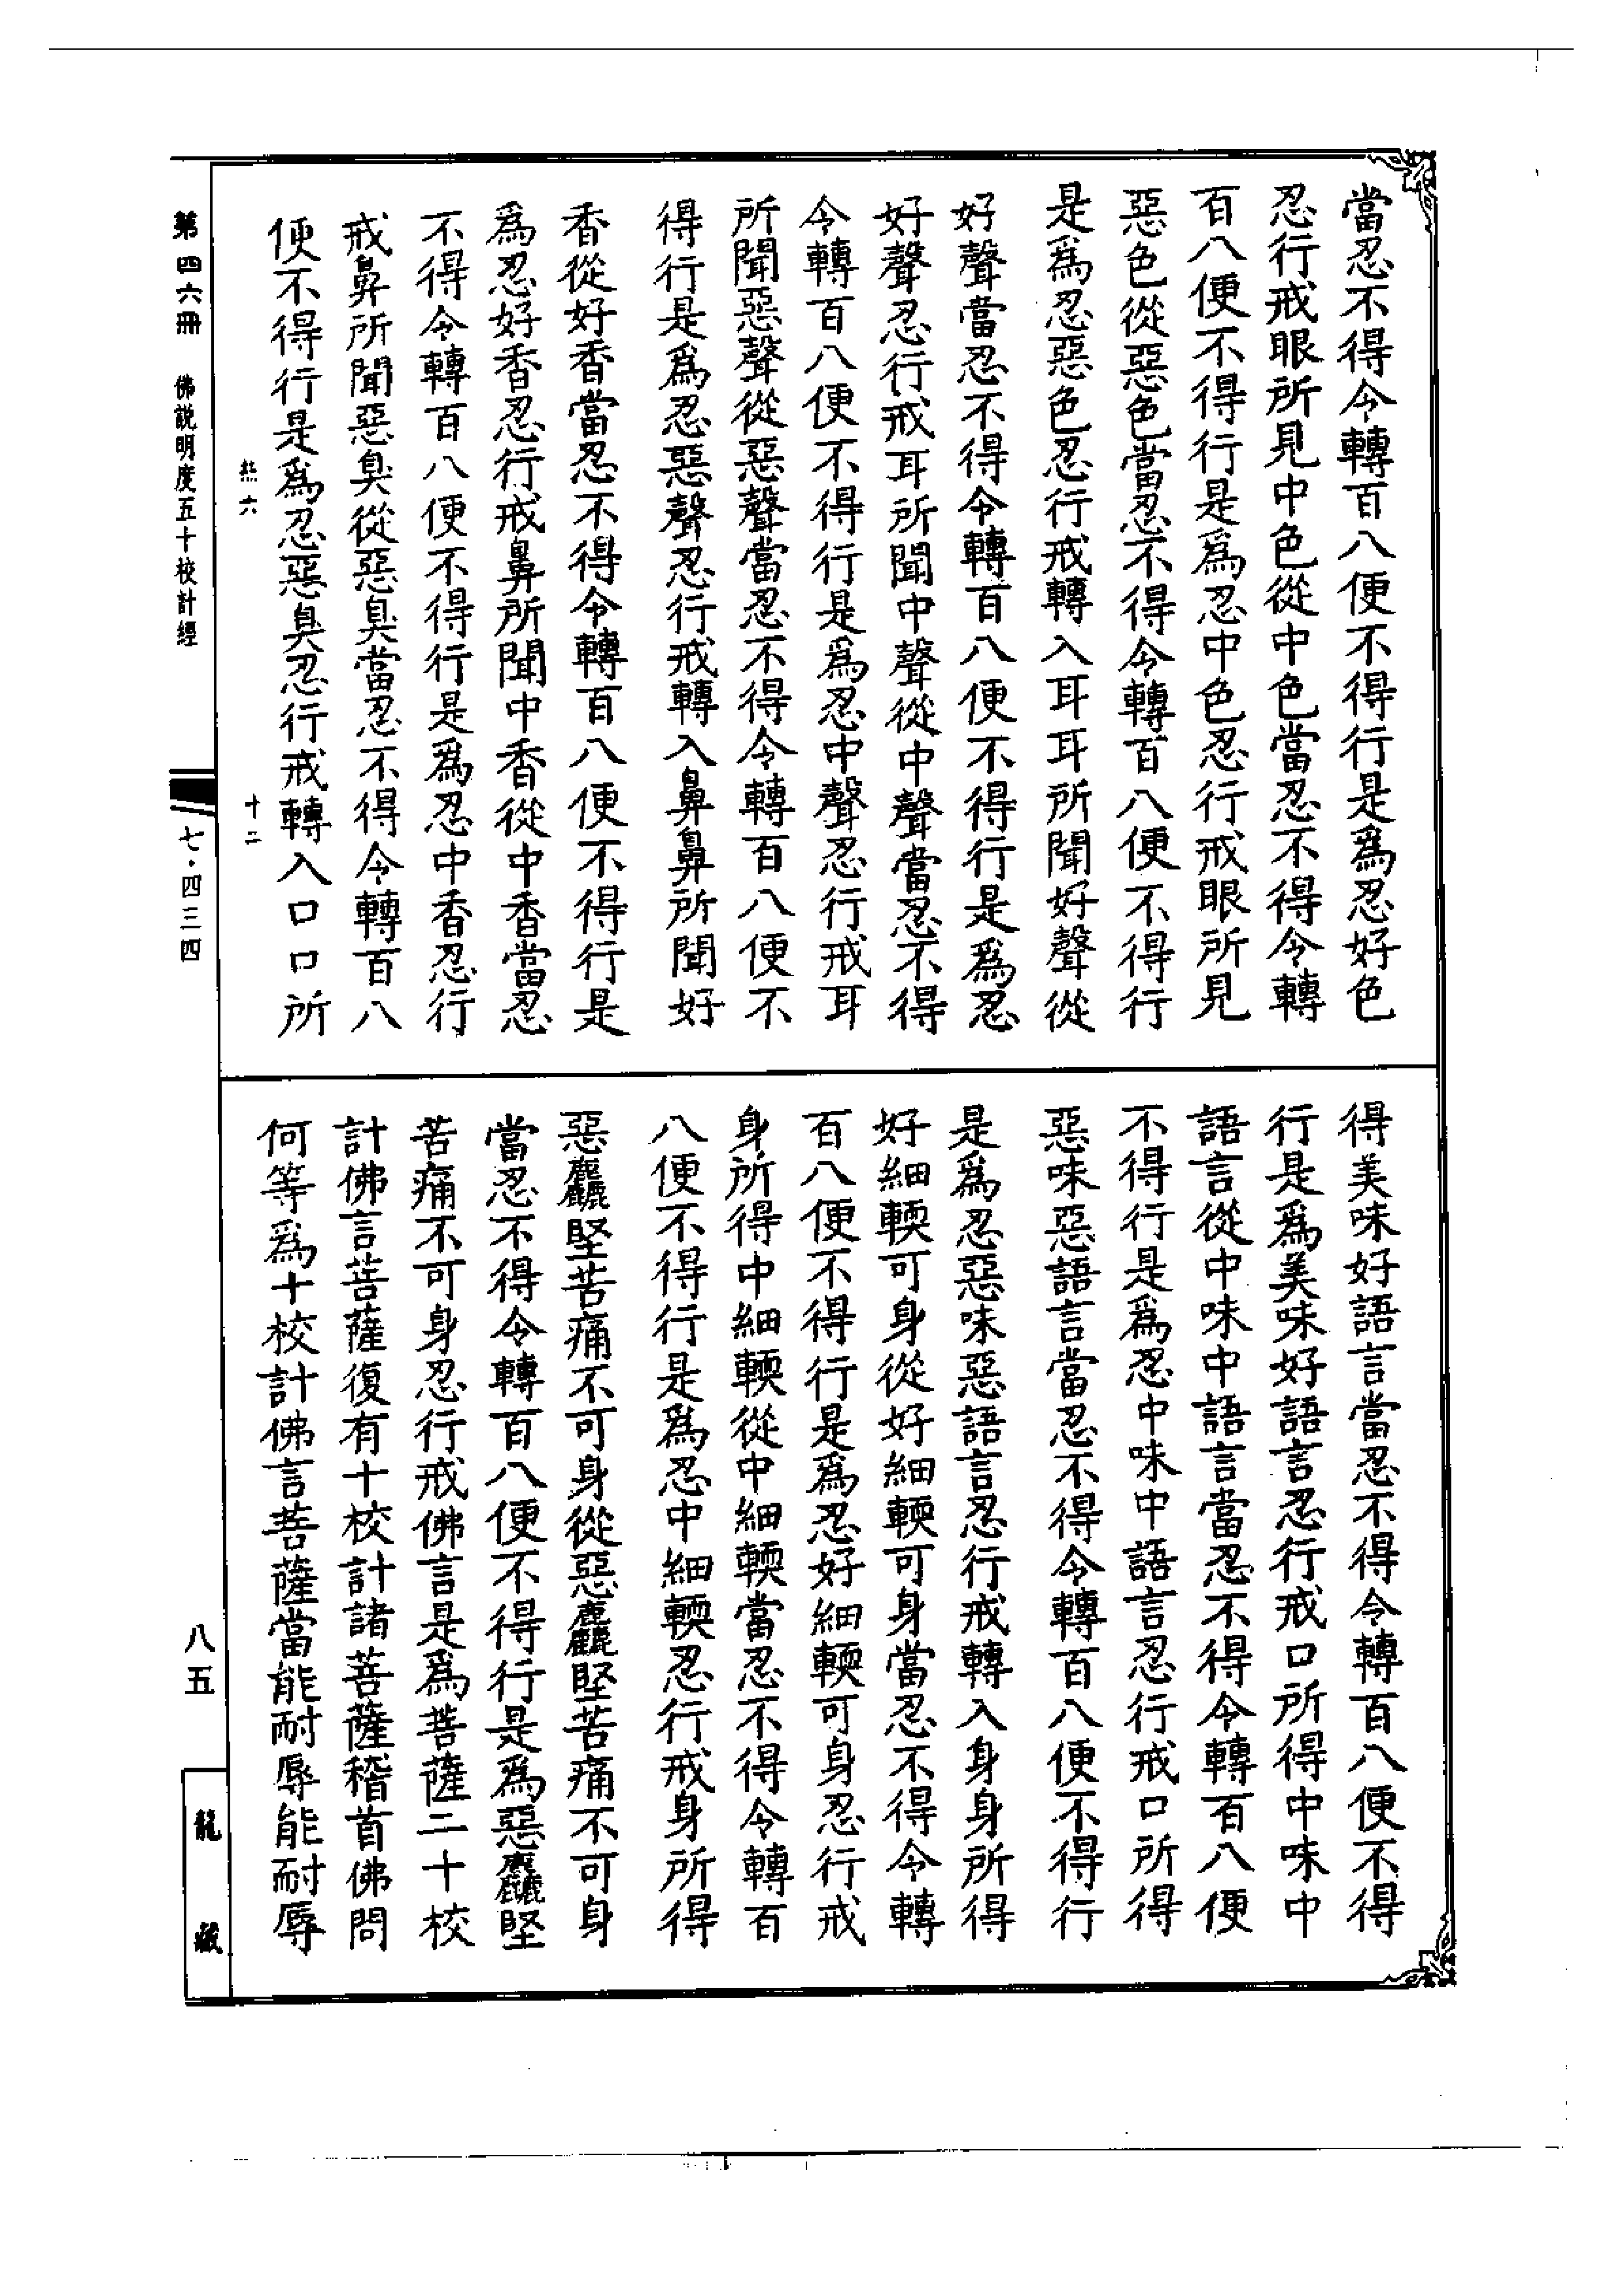 當忍不得令轉百八便不得行是爲忍好色
忍行戒眼所見中色從中色當忍不得令轉
百八便不得行是爲忍中色忍行戒眼所見
惡色從惡色當忍不得令轉百八便不得行
是爲忍惡色忍行戒轉入耳耳所聞好聲從
好聲當忍不得令轉百八便不得行是爲忍
好聲忍行戒耳所聞中聲從中聲當忍不得
令轉百八便不得行是爲忍中聲忍行戒耳
所聞惡聲從惡聲當忍不得令轉百八便不
得行是爲忍惡聲忍行戒轉入鼻鼻所聞好
香從好香當忍不得令轉百八便不得行是
爲忍好香忍行戒鼻所聞中香從中香當忍
不得令轉百八便不得行是爲忍中香忍行
戒鼻所聞惡臭從惡臭當忍不得令轉百八
便不得行是爲忍惡臭忍行戒轉入口口所
六
十二
得美味好語言當忍不得令轉百八便不得
行是爲美味好語言忍行戒口所得中味中
語言從中味中語言當忍不得令轉百八便
不得行是爲忍中味中語言忍行戒口所得
惡味惡語言當忍不得令轉百八便不得行
是爲忍惡味惡語言忍行戒轉入身身所得
好細輭可身從好細輭可身當忍不得令轉
百八便不得行是爲忍好細輭可身忍行戒
身所得中細輭從中細輭當忍不得令轉百
八便不得行是爲忍中細輭忍行戒身所得
惡麤堅苦痛不可身從惡麤堅苦痛不可身
當忍不得令轉百八便不得行是爲惡麤堅
苦痛不可身忍行戒佛言是爲菩薩二十校
計佛言菩薩復有十校計諸菩薩稽首佛問
何等爲十校計佛言菩薩當能耐辱能耐辱
第四六冊 佛説明度五十校計經
七·四三四
八五
龍藏